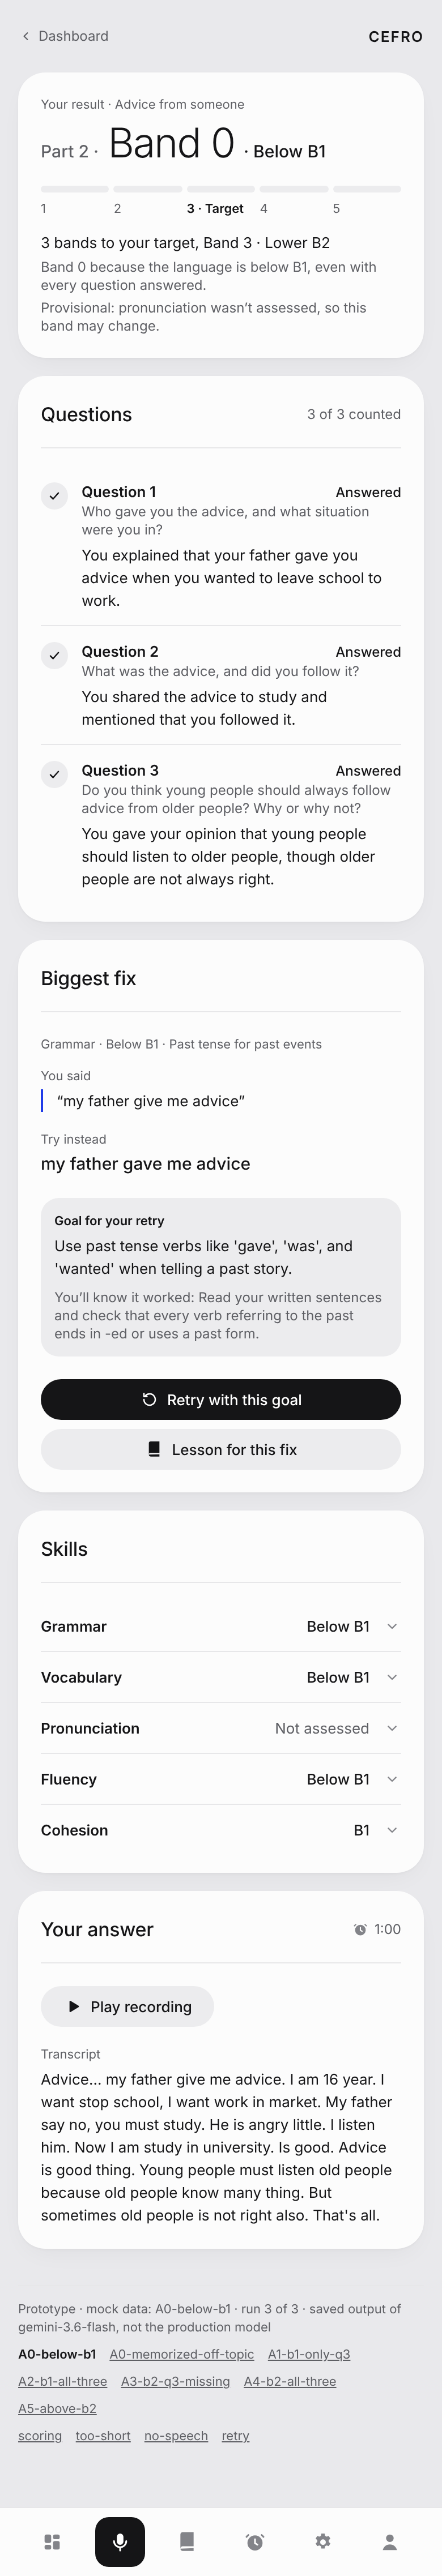 Dashboard
CEFRO
Your result · Advice from someone
Part 2 · Band 0 · Below B1
1 2 3 · Target 4 5
3 bands to your target, Band 3 · Lower B2
Band 0 because the language is below B1, even with
every question answered.
Provisional: pronunciation wasn’t assessed, so this
band may change.
Questions
3 of 3 counted
Question 1
Answered
Who gave you the advice, and what situation
were you in?
You explained that your father gave you
advice when you wanted to leave school to
work.
Question 2
Answered
What was the advice, and did you follow it?
You shared the advice to study and
mentioned that you followed it.
Question 3
Answered
Do you think young people should always follow
advice from older people? Why or why not?
You gave your opinion that young people
should listen to older people, though older
people are not always right.
Biggest fix
Grammar · Below B1 · Past tense for past events
You said
“my father give me advice”
Try instead
my father gave me advice
Goal for your retry
Use past tense verbs like 'gave', 'was', and
'wanted' when telling a past story.
You’ll know it worked: Read your written sentences
and check that every verb referring to the past
ends in -ed or uses a past form.
Retry with this goal
Lesson for this fix
Skills
Grammar
Below B1
Vocabulary
Below B1
Pronunciation
Not assessed
Fluency
Below B1
Cohesion
B1
Your answer
1:00
Play recording
Transcript
Advice... my father give me advice. I am 16 year. I
want stop school, I want work in market. My father
say no, you must study. He is angry little. I listen
him. Now I am study in university. Is good. Advice
is good thing. Young people must listen old people
because old people know many thing. But
sometimes old people is not right also. That's all.
Prototype · mock data: A0-below-b1 · run 3 of 3 · saved output of
gemini-3.6-flash, not the production model
A0-below-b1 A0-memorized-off-topic A1-b1-only-q3
A2-b1-all-three A3-b2-q3-missing A4-b2-all-three
A5-above-b2
scoring too-short no-speech retry